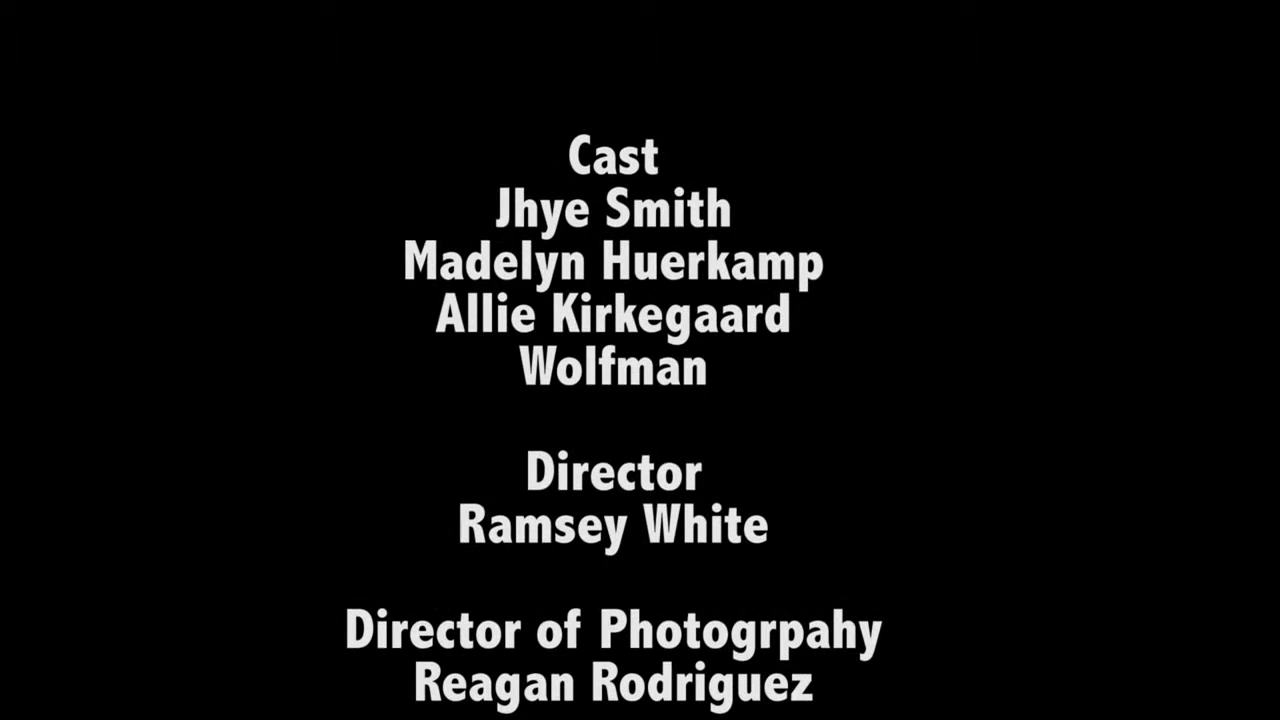 Cast
Jhye Smith
Madelyn Huerkamp
Allie Kirkegaard
Wolfman
Director
Ramsey White
Director of Photogrpahy
Reagan Rodriguez